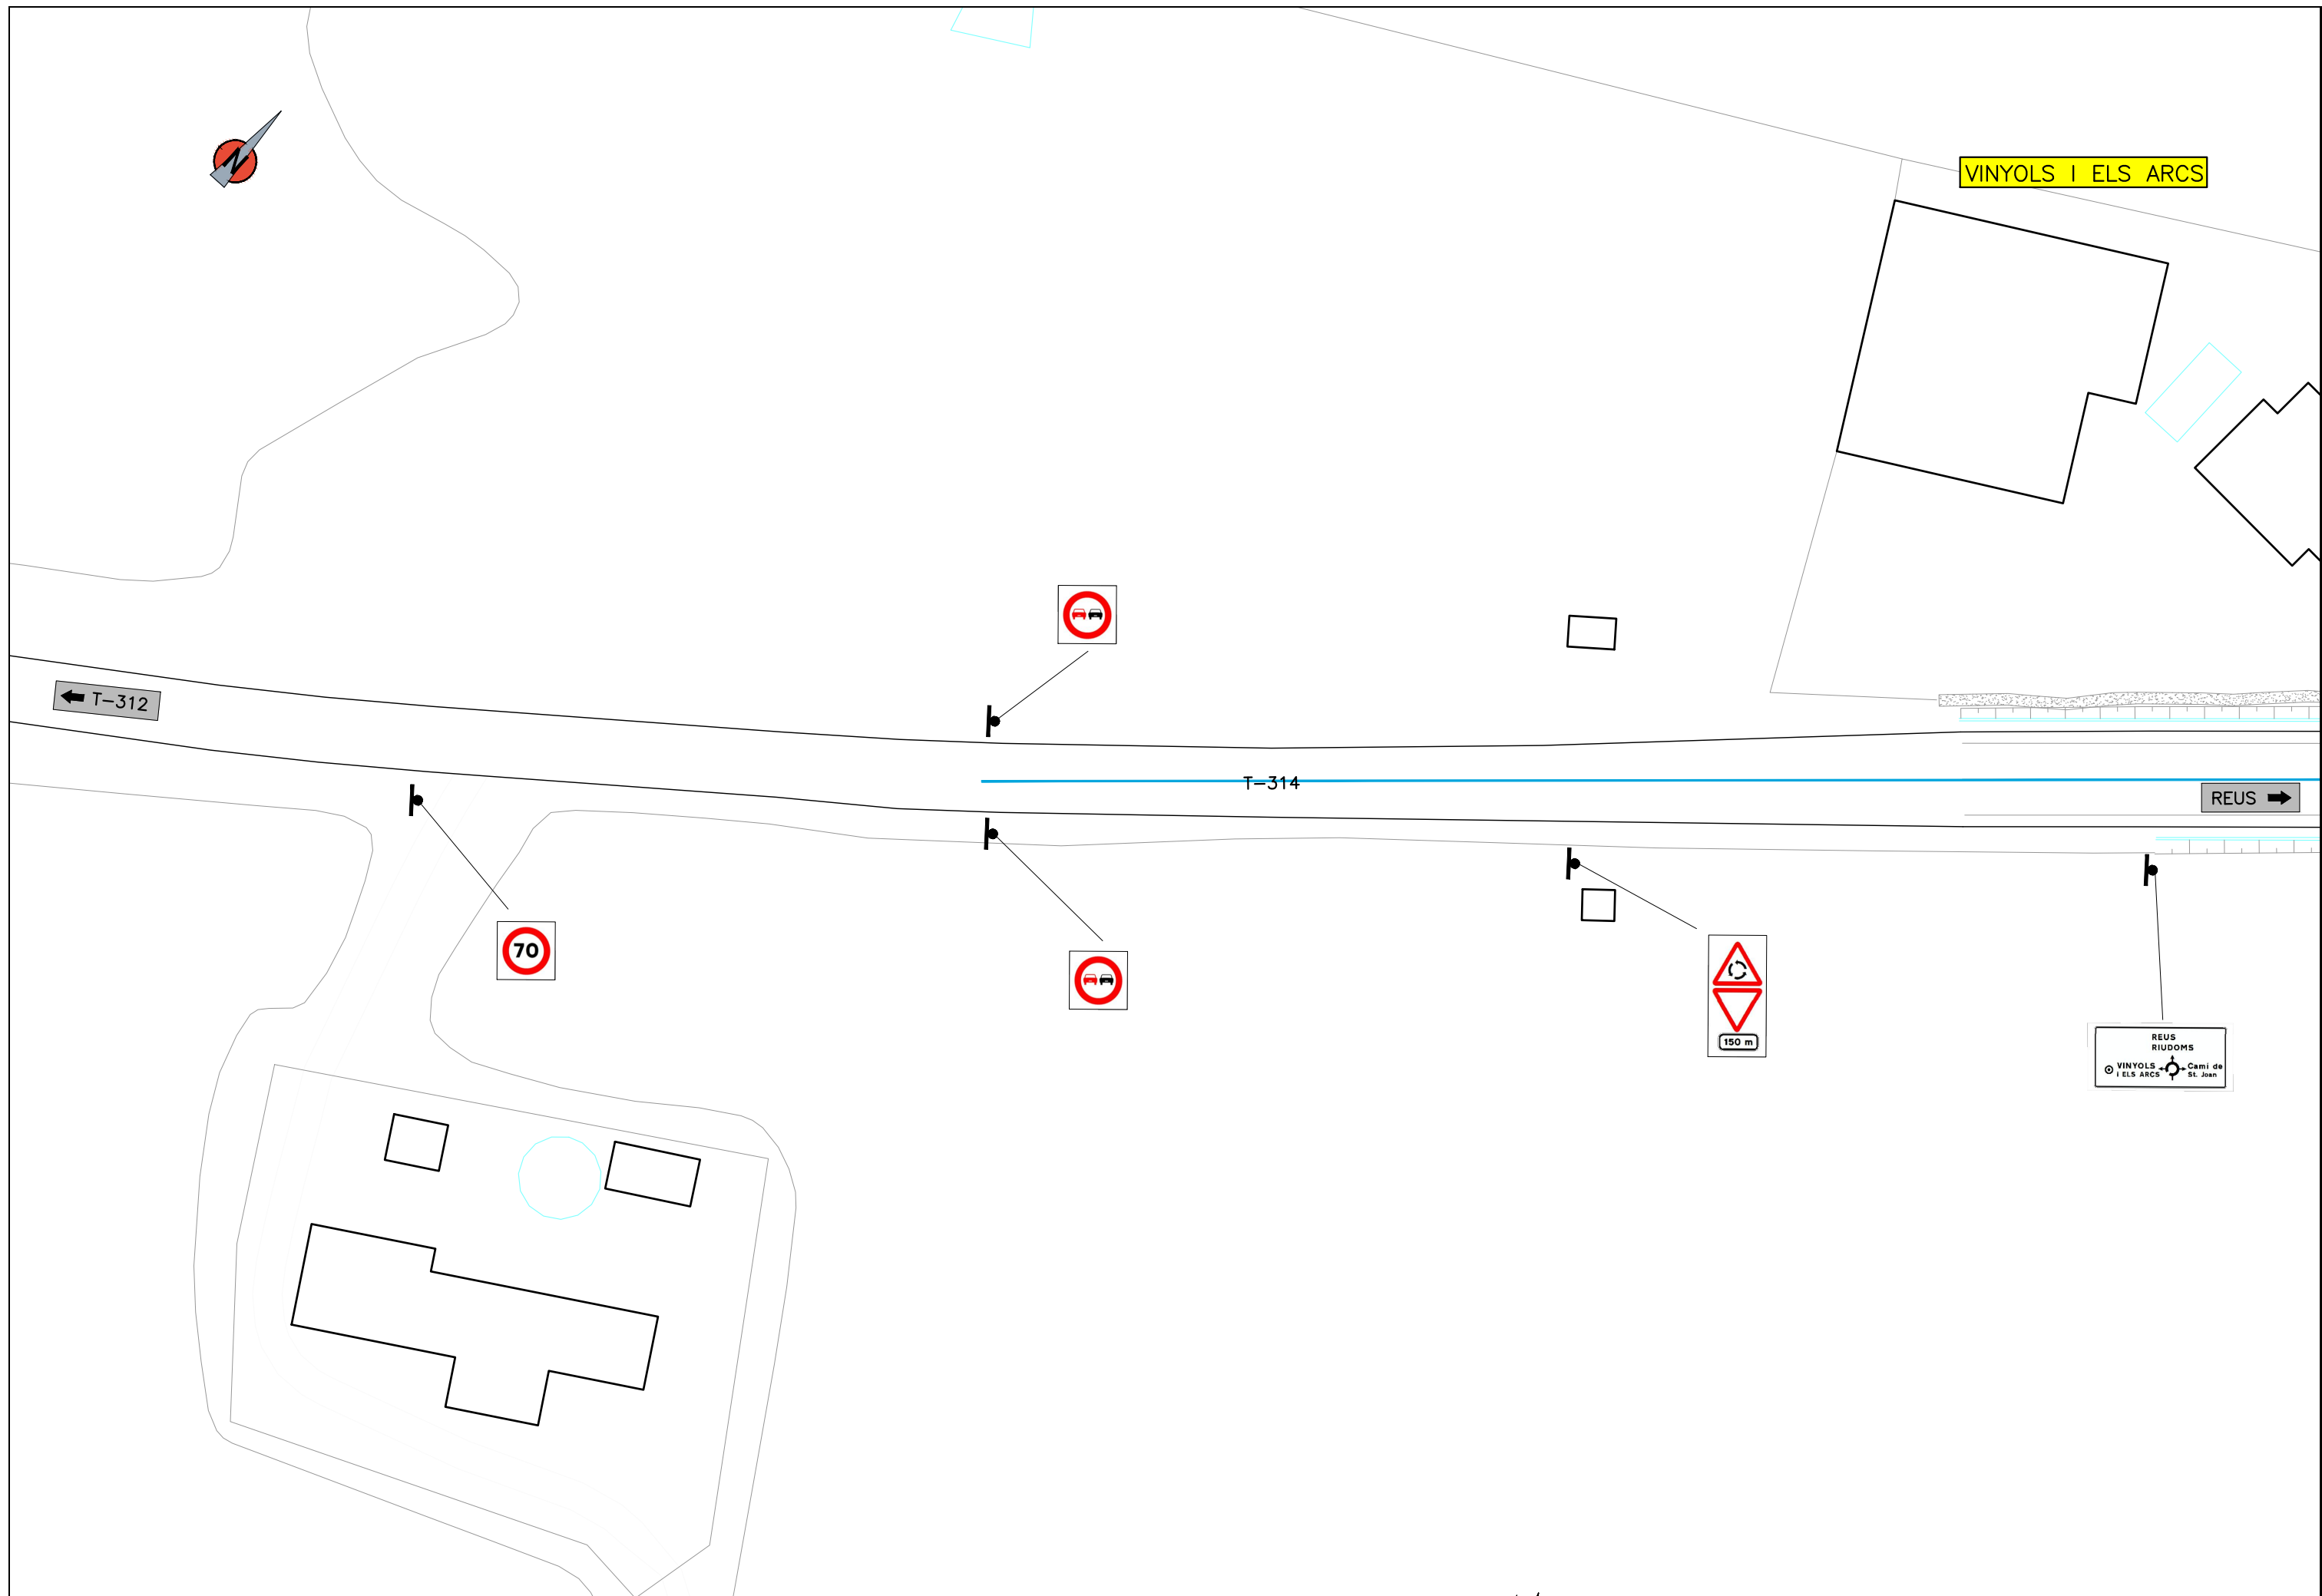 N
VINYOLS I ELS ARCS
T-312
T-314
REUS
70
150 m
REUS
RIUDOMS
VINYOLS
i ELS ARCS
Camí de
St. Joan